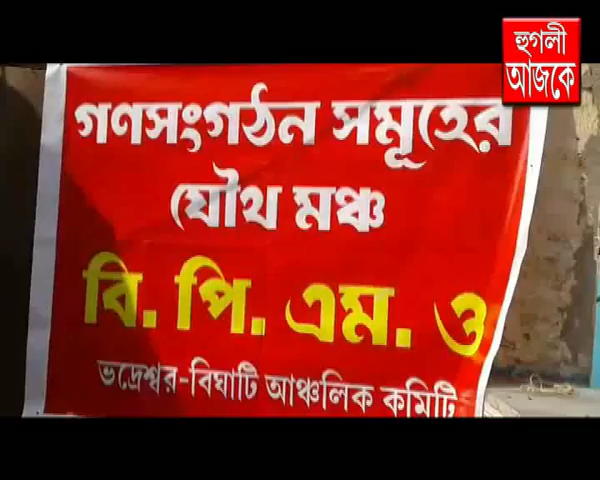 হুগলী
আজকে
গণসংগঠন সমূহের
যৌথ মঞ্চ
বি. পি. এম. ও
ভদ্রেশ্বর-বিঘাটি আঞ্চলিক কমিটি